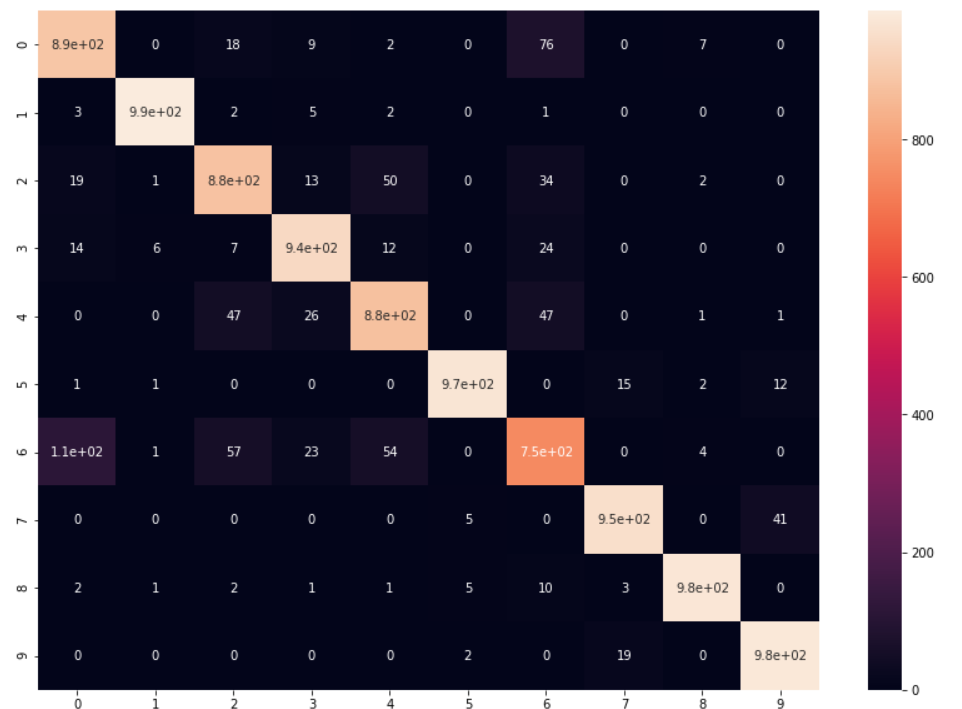 0 8.9e+02 0 18 9 2 0 76 0 7 0
1 3 9.9e+02 2 5 2 0 1 0 0 0
2 19 1 8.8e+02 13 50 0 34 0 2 0
3 14 6 7 9.4e+02 12 0 24 0 0 0
4 0 0 47 26 8.8e+02 0 47 0 1 1
5 1 1 0 0 0 9.7e+02 0 15 2 12
6 1.1e+02 1 57 23 54 0 7.5e+02 0 4 0
7 0 0 0 0 0 5 0 9.5e+02 0 41
8 2 1 2 1 1 5 10 3 9.8e+02 0
9 0 0 0 0 0 2 0 19 0 9.8e+02
0 1 2 3 4 5 6 7 8 9
800
600
400
200
0